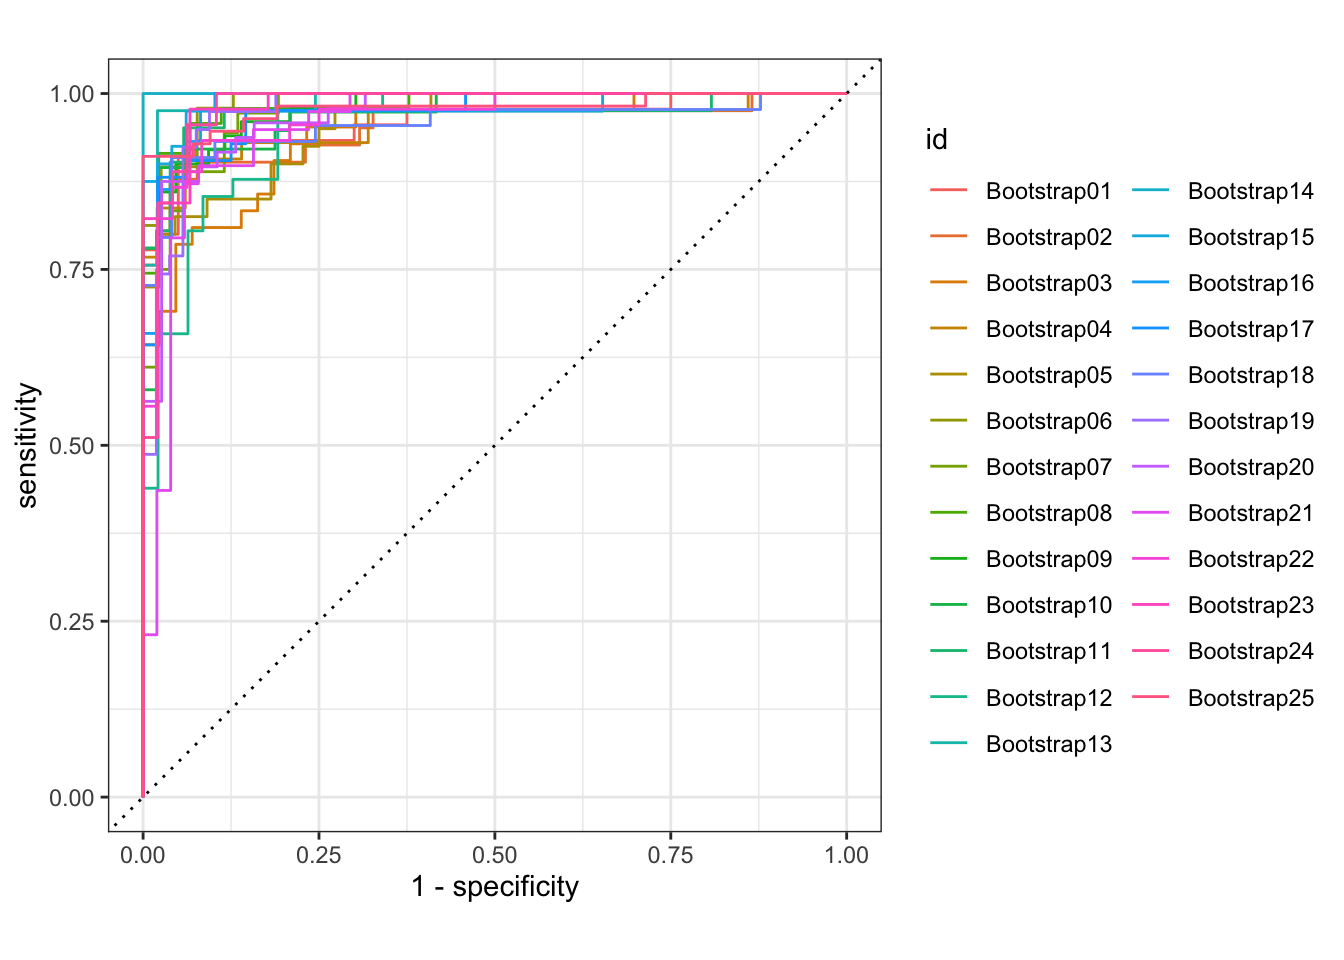 1.00
0.75
0.50
0.25
0.00
sensitivity
0.00 0.25 0.50 0.75 1.00
1 - specificity
id
Bootstrap01
Bootstrap02
Bootstrap03
Bootstrap04
Bootstrap05
Bootstrap06
Bootstrap07
Bootstrap08
Bootstrap09
Bootstrap10
Bootstrap11
Bootstrap12
Bootstrap13
Bootstrap14
Bootstrap15
Bootstrap16
Bootstrap17
Bootstrap18
Bootstrap19
Bootstrap20
Bootstrap21
Bootstrap22
Bootstrap23
Bootstrap24
Bootstrap25